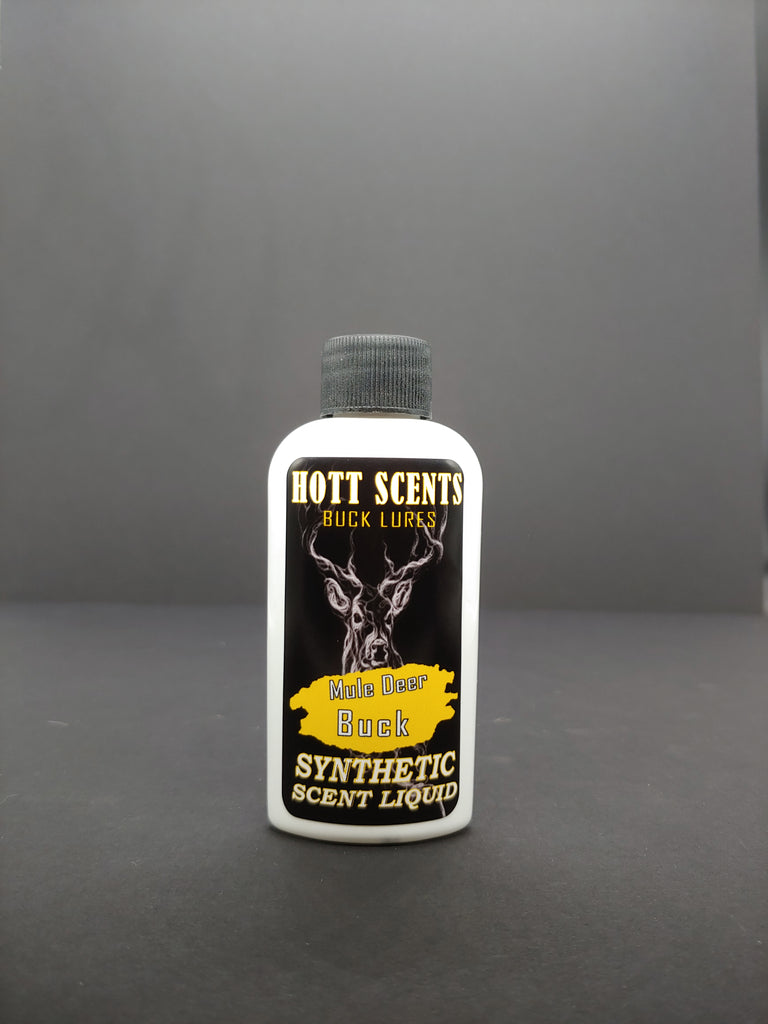 HOTT SCENTS
BUCK LURES
Mule Deer
Buck
SYNTHETIC
SCENT LIQUID